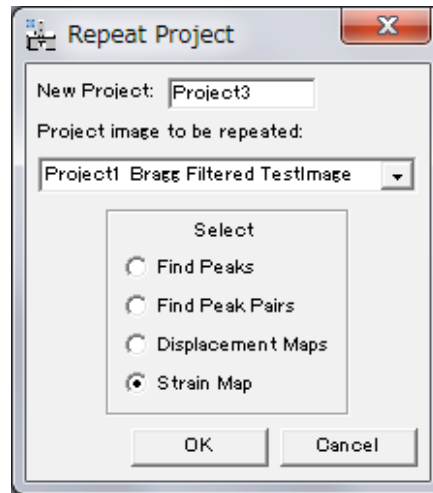 Repeat Project
New Project: Project3
Project image to be repeated:
Project1 Bragg Filtered TestImage
Select
Find Peaks
Find Peak Pairs
Displacement Maps
Strain Map
OK Cancel